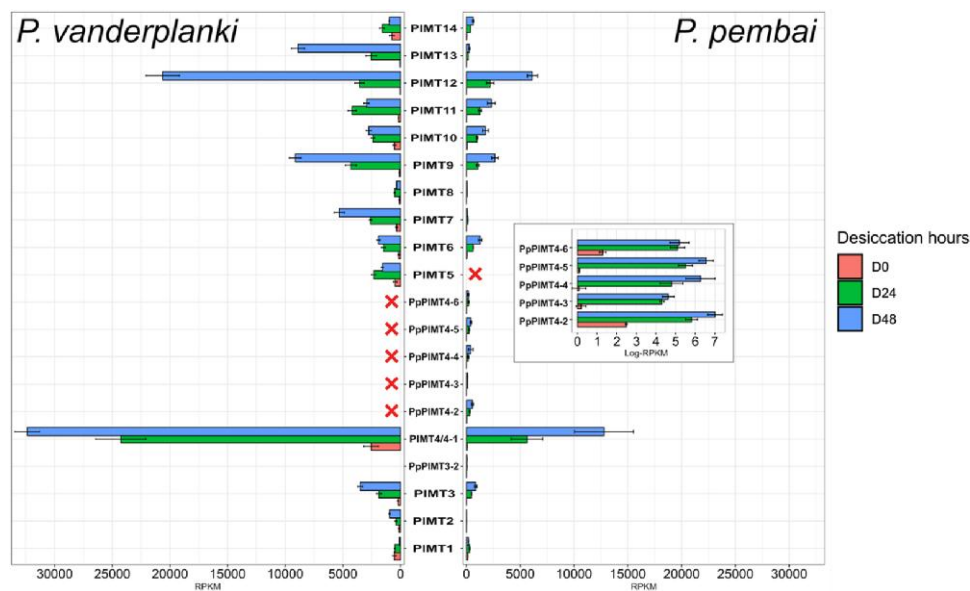 P. vanderplanki
P. pembai
PIMT14
PIMT13
PIMT12
PIMT11
PIMT10
PIMT9
PIMT8
PIMT7
PIMT6
PIMT5
PpPIMT4-6
PpPIMT4-5
PpPIMT4-4
PpPIMT4-3
PpPIMT4-2
PIMT4/4-1
PpPIMT3-2
PIMT3
PIMT2
PIMT1
30000 25000 20000 15000 10000 5000 0
RPKM
0 5000 10000 15000 20000 25000 30000
RPKM
PpPIMT4-6
PpPIMT4-5
PpPIMT4-4
PpPIMT4-3
PpPIMT4-2
0 1 2 3 4 5 6 7
Log-RPKM
Desiccation hours
D0
D24
D48